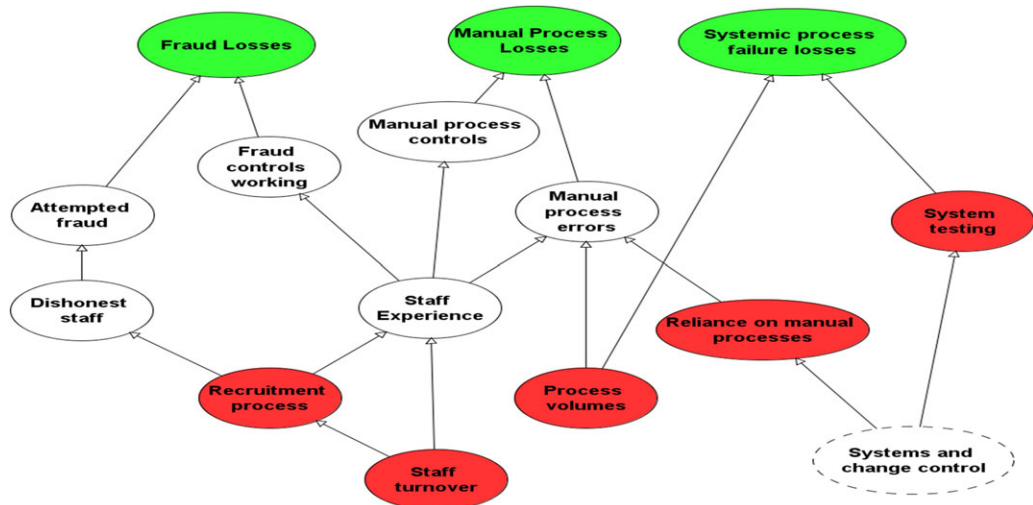 Fraud Losses
Manual Process
Losses
Systemic process
failure losses
Manual process
controls
Fraud
controls
working
Attempted
fraud
Manual
process
errors
System
testing
Dishonest
staff
Staff
Experience
Reliance on manual
processes
Recruitment
process
Process
volumes
Staff
turnover
Systems and
change control